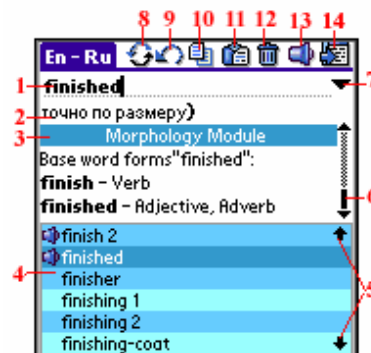 8 9 10 11 12 13 14
En - Ru
1 finished 7
2 точно по размеру)
3 Morphology Module
Base word forms"finished":
finish - Verb
finished - Adjective, Adverb 6
finish 2
finished
4 finisher
finishing 1 5
finishing 2
finishing-coat